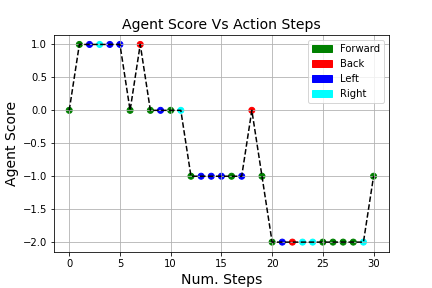 Agent Score Vs Action Steps
Agent Score
1.0
0.5
0.0
−0.5
−1.0
−1.5
−2.0
Forward
Back
Left
Right
0 5 10 15 20 25 30
Num. Steps